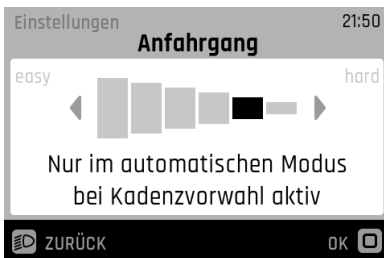 Einstellungen 21:50
Anfahrgang
easy hard
Nur im automatischen Modus
bei Kadenzvorwahl aktiv
ZURÜCK OK